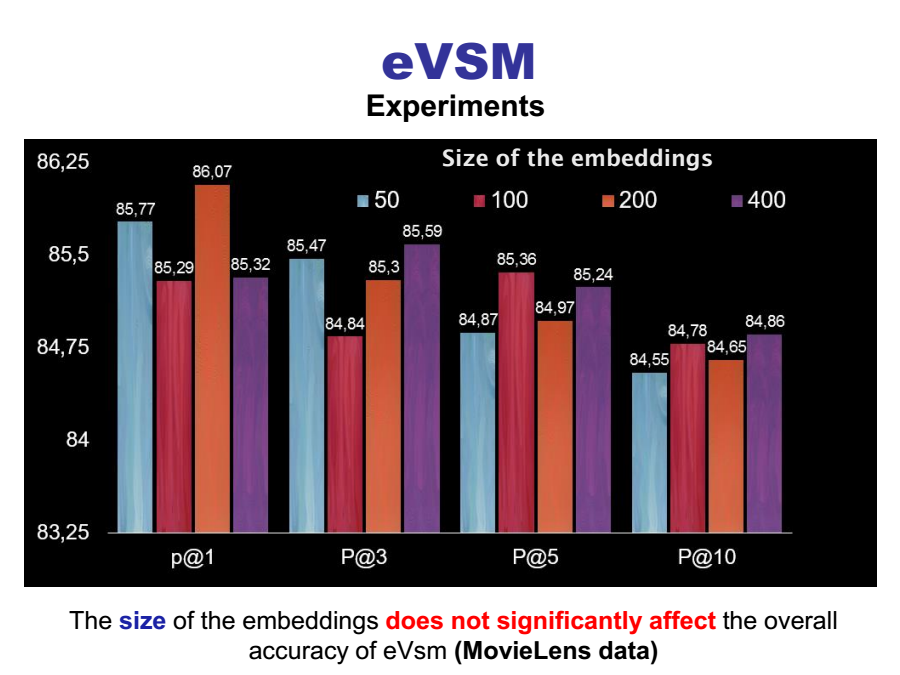 eVSM
Experiments
Size of the embeddings
50 100 200 400
86,25
85,5
84,75
84
83,25
85,77 85,29 86,07 85,32
85,47 84,84 85,3 85,59
84,87 85,36 84,97 85,24
84,55 84,78 84,65 84,86
p@1 P@3 P@5 P@10
The size of the embeddings does not significantly affect the overall
accuracy of eVsm (MovieLens data)